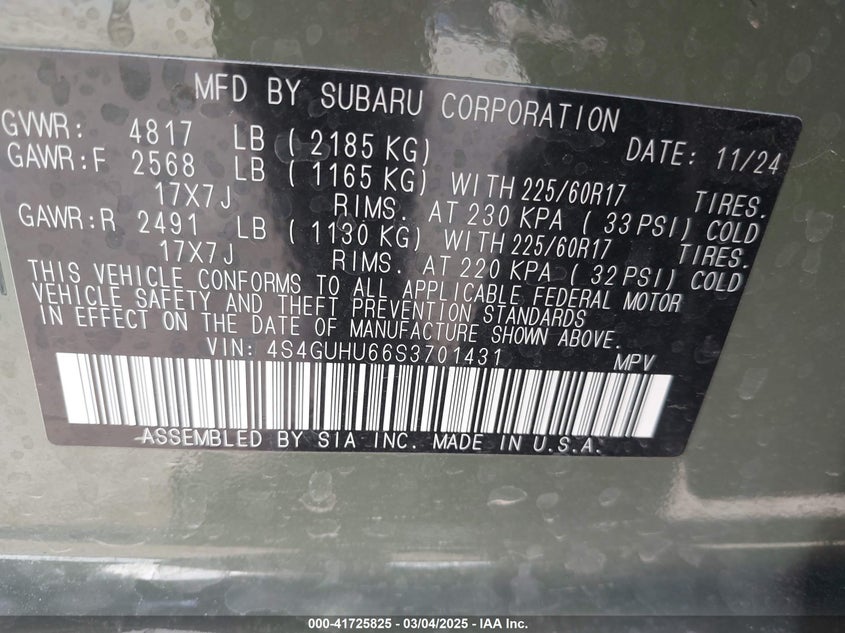 MFD BY SUBARU CORPORATION
GVWR: 4817 LB ( 2185 KG) DATE: 11/24
GAWR:F 2568 LB ( 1165 KG) WITH 225/60R17 TIRES.
17X7J RIMS. AT 230 KPA ( 33 PSI) COLD
GAWR:R 2491 LB ( 1130 KG) WITH 225/60R17 TIRES.
17X7J RIMS. AT 220 KPA ( 32 PSI) COLD
THIS VEHICLE CONFORMS TO ALL APPLICABLE FEDERAL MOTOR
VEHICLE SAFETY AND THEFT PREVENTION STANDARDS
IN EFFECT ON THE DATE OF MANUFACTURE SHOWN ABOVE.
VIN: 4S4GUHU66S3701431 MPV
ASSEMBLED BY SIA INC. MADE IN U.S.A.
000-41725825 - 03/04/2025 - IAA Inc.